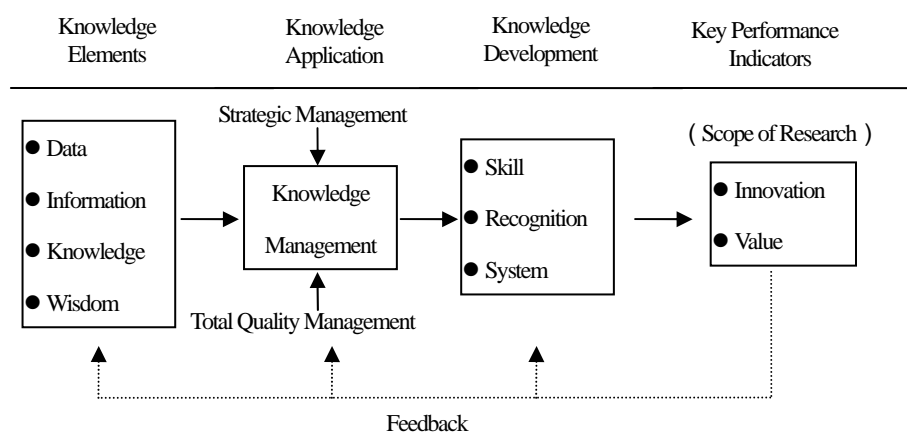 Knowledge
Elements
Knowledge
Application
Knowledge
Development
Key Performance
Indicators
● Data
● Information
● Knowledge
● Wisdom
Strategic Management
Knowledge
Management
Total Quality Management
● Skill
● Recognition
● System
( Scope of Research )
● Innovation
● Value
Feedback